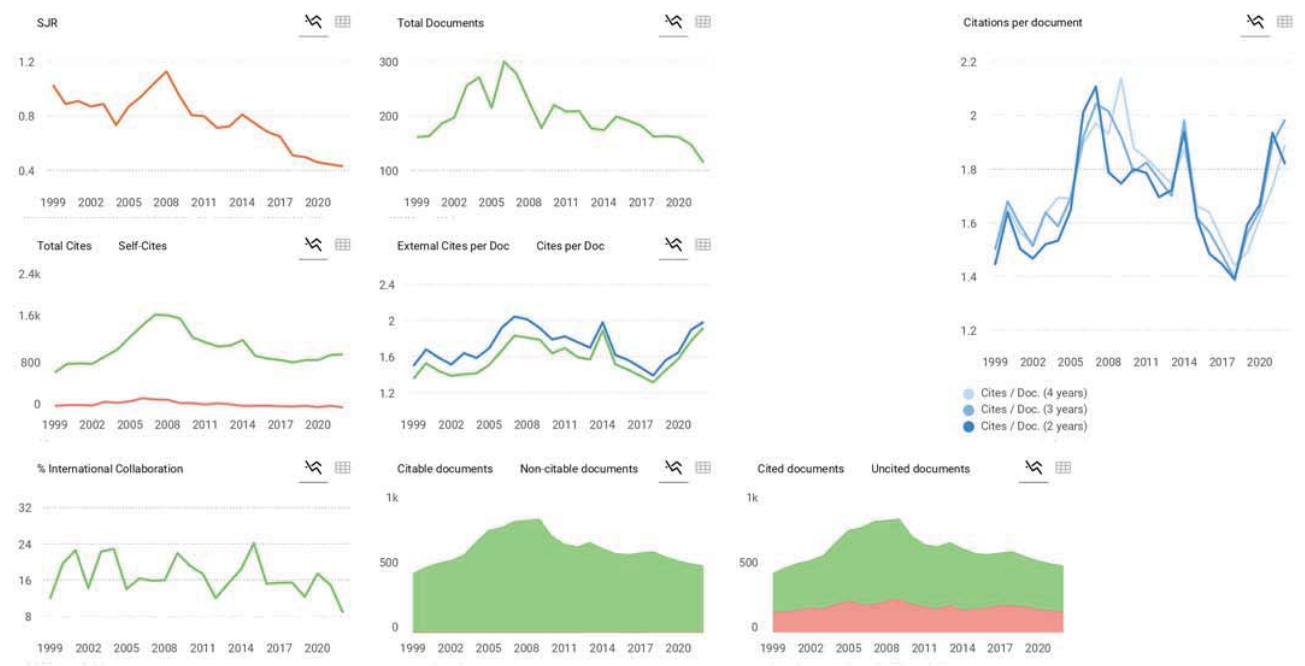 SJR
1.2
0.8
0.4
1999 2002 2005 2008 2011 2014 2017 2020
Total Documents
300
200
100
1999 2002 2005 2008 2011 2014 2017 2020
Citations per document
2.2
2
1.8
1.6
1.4
1.2
1999 2002 2005 2008 2011 2014 2017 2020
Cites / Doc. (4 years)
Cites / Doc. (3 years)
Cites / Doc. (2 years)
Total Cites Self-Cites
2.4k
1.6k
800
0
1999 2002 2005 2008 2011 2014 2017 2020
External Cites per Doc Cites per Doc
2.4
2
1.6
1.2
1999 2002 2005 2008 2011 2014 2017 2020
% International Collaboration
32
24
16
8
1999 2002 2005 2008 2011 2014 2017 2020
Citable documents Non-citable documents
1k
500
0
1999 2002 2005 2008 2011 2014 2017 2020
Cited documents Uncited documents
1k
500
0
1999 2002 2005 2008 2011 2014 2017 2020